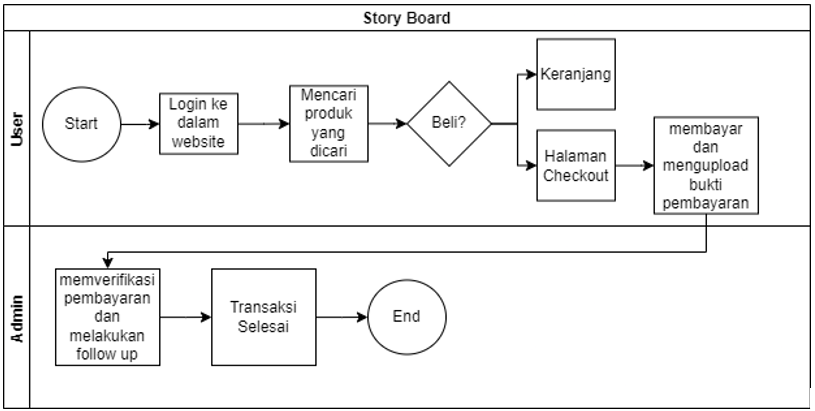 Story Board
User
Start
Login ke
dalam
website
Mencari
produk
yang
dicari
Beli?
Keranjang
Halaman
Checkout
membayar
dan
mengupload
bukti
pembayaran
Admin
memverifikasi
pembayaran
dan
melakukan
follow up
Transaksi
Selesai
End